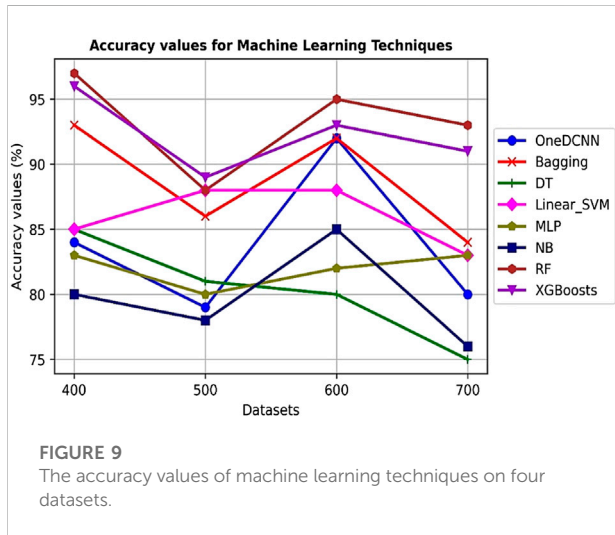 Accuracy values for Machine Learning Techniques
Accuracy values (%)
95
90
85
80
75
400
500
600
700
Datasets
OneDCNN
Bagging
DT
Linear_SVM
MLP
NB
RF
XGBoosts
FIGURE 9
The accuracy values of machine learning techniques on four
datasets.